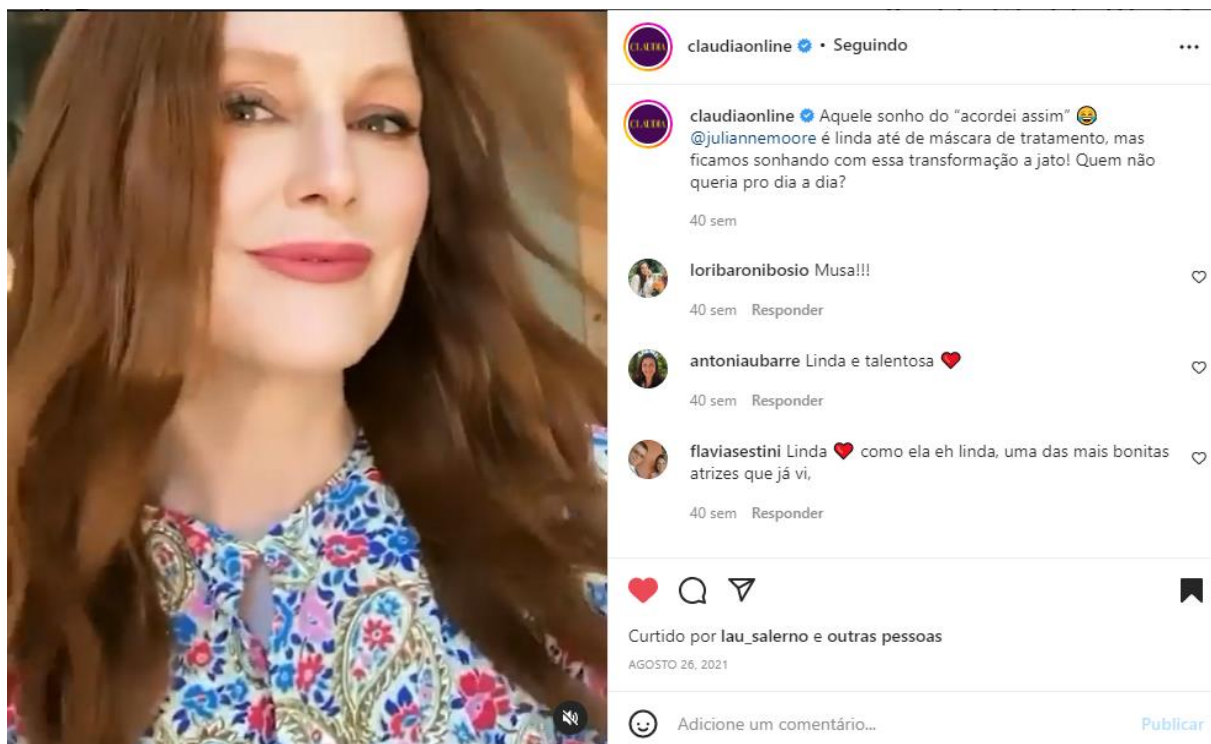 CLAUDIA
claudiaonline • Seguindo
CLAUDIA
claudiaonline Aquele sonho do “acordei assim” 😂
@juliannemoore é linda até de máscara de tratamento, mas
ficamos sonhando com essa transformação a jato! Quem não
queria pro dia a dia?
40 sem
loribaronibosio Musa!!!
40 sem Responder
antoniaubarre Linda e talentosa ❤️
40 sem Responder
flaviasestini Linda ❤️ como ela eh linda, uma das mais bonitas
atrizes que já vi,
40 sem Responder
Curtido por lau_salerno e outras pessoas
AGOSTO 26, 2021
Adicione um comentário... Publicar